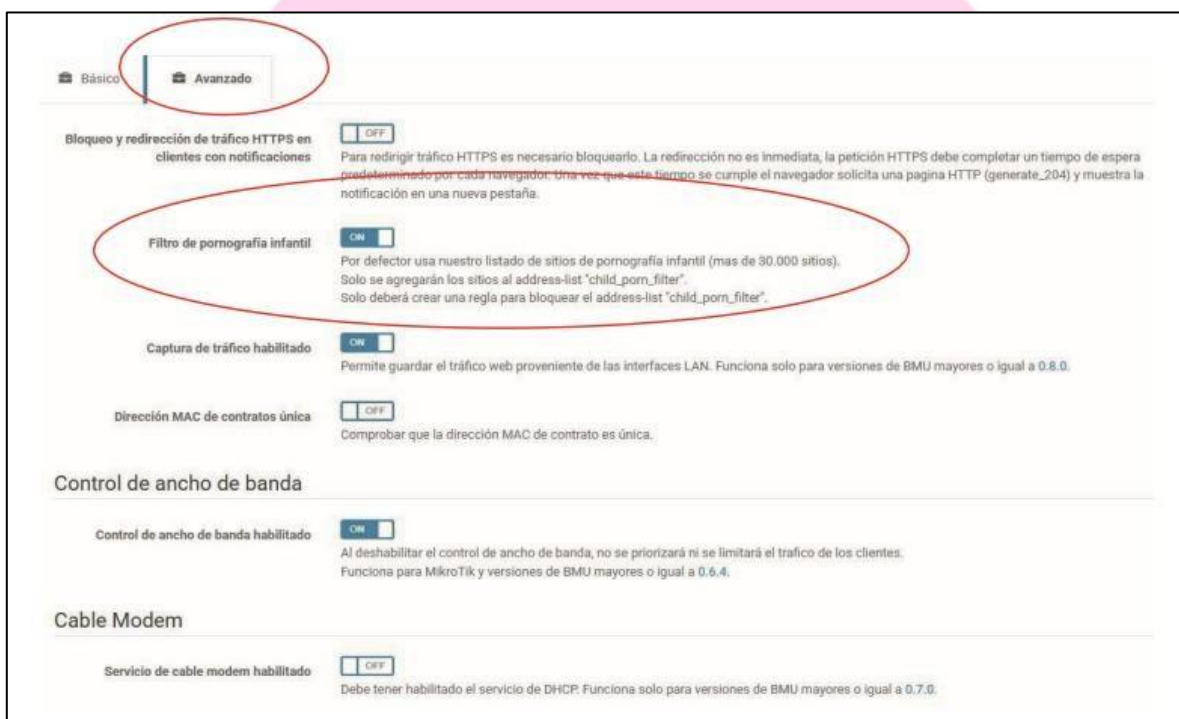 Básico
Avanzado
Bloqueo y redirección de tráfico HTTPS en
clientes con notificaciones
OFF
Para redirigir tráfico HTTPS es necesario bloquearlo. La redirección no es inmediata, la petición HTTPS debe completar un tiempo de espera
predeterminado por cada navegador. Una vez que este tiempo se cumple el navegador solicita una pagina HTTP (generate_204) y muestra la
notificación en una nueva pestaña.
Filtro de pornografía infantil
ON
Por defector usa nuestro listado de sitios de pornografía infantil (mas de 30.000 sitios).
Solo se agregarán los sitios al address-list "child_porn_filter".
Solo deberá crear una regla para bloquear el address-list "child_porn_filter".
Captura de tráfico habilitado
ON
Permite guardar el tráfico web proveniente de las interfaces LAN. Funciona solo para versiones de BMU mayores o igual a 0.8.0.
Dirección MAC de contratos única
OFF
Comprobar que la dirección MAC de contrato es única.
Control de ancho de banda
Control de ancho de banda habilitado
ON
Al deshabilitar el control de ancho de banda, no se priorizará ni se limitará el trafico de los clientes.
Funciona para MikroTik y versiones de BMU mayores o igual a 0.6.4.
Cable Modem
Servicio de cable modem habilitado
OFF
Debe tener habilitado el servicio de DHCP. Funciona solo para versiones de BMU mayores o igual a 0.7.0.